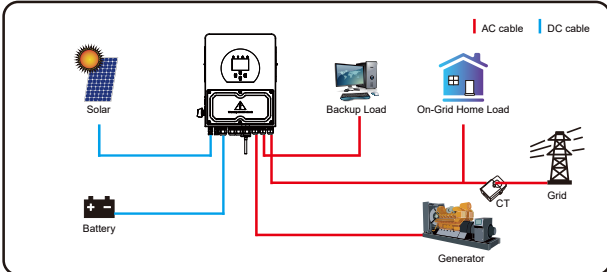 AC cable
DC cable
Solar
Backup Load
On-Grid Home Load
CT
Grid
Battery
Generator